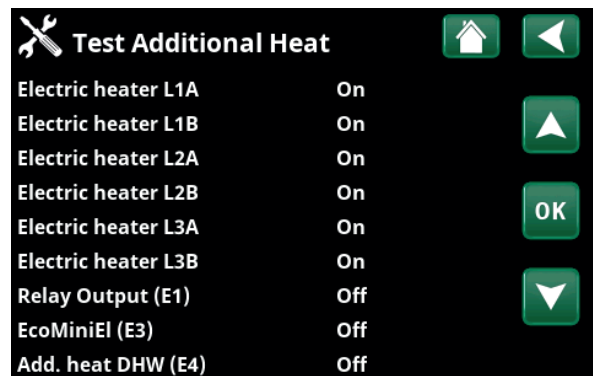 Test Additional Heat
Electric heater L1A On
Electric heater L1B On
Electric heater L2A On
Electric heater L2B On
Electric heater L3A On
Electric heater L3B On
Relay Output (E1) Off
EcoMiniEl (E3) Off
Add. heat DHW (E4) Off
OK